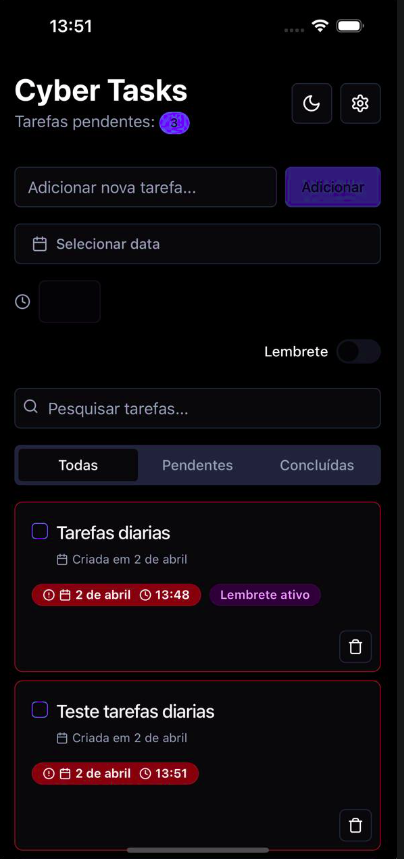 13:51
Cyber Tasks
Tarefas pendentes: 3
Adicionar nova tarefa...
Adicionar
Selecionar data
Lembrete
Pesquisar tarefas...
Todas Pendentes Concluídas
Tarefas diarias
Criada em 2 de abril
2 de abril 13:48 Lembrete ativo
Teste tarefas diarias
Criada em 2 de abril
2 de abril 13:51